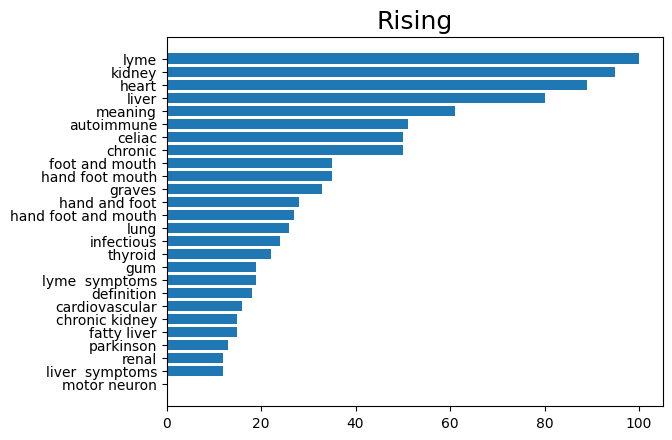 Rising
lyme
kidney
heart
liver
meaning
autoimmune
celiac
chronic
foot and mouth
hand foot mouth
graves
hand and foot
hand foot and mouth
lung
infectious
thyroid
gum
lyme  symptoms
definition
cardiovascular
chronic kidney
fatty liver
parkinson
renal
liver  symptoms
motor neuron
0 20 40 60 80 100